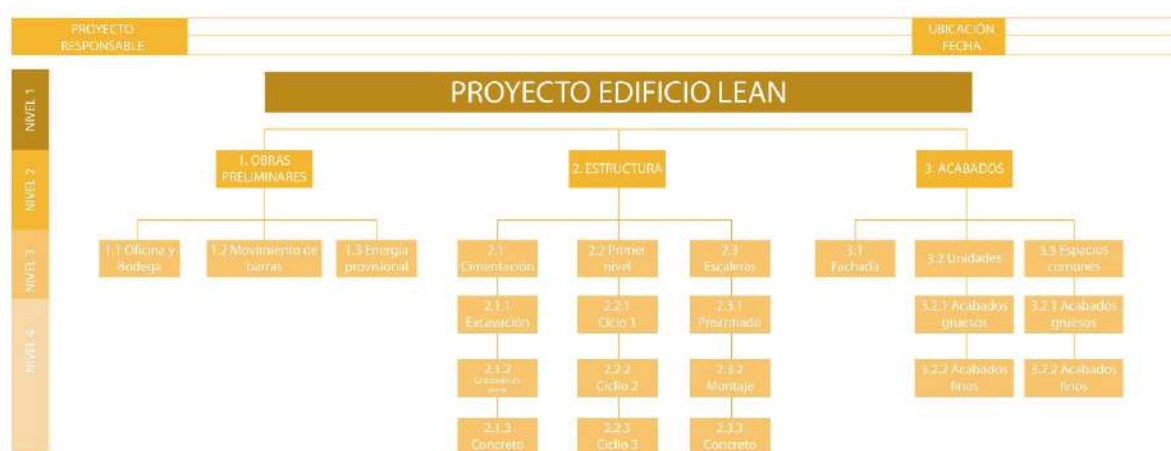 PROYECTO
RESPONSABLE
UBICACIÓN
FECHA
NIVEL 1
PROYECTO EDIFICIO LEAN
NIVEL 2
1. OBRAS
PRELIMINARES
2. ESTRUCTURA
3. ACABADOS
NIVEL 3
1.1 Oficina y
Bodega
1.2 Movimiento de
barras
1.3 Energía
provisional
2.1
Cimentación
2.2 Primer
nivel
2.3
Escaleras
3.1
Fachada
3.2 Unidades
3.3 Espacios
comunes
NIVEL 4
2.1.1
Excavación
2.2.1
Ciclo 1
2.3.1
Prearmado
3.2.1 Acabados
gruesos
3.2.1 Acabados
gruesos
2.1.2
2.2.2
Ciclio 2
2.3.2
Montaje
3.2.2 Acabados
finos
3.2.2 Acabados
finos
2.1.3
Concreto
2.2.3
Ciclio 3
2.3.3
Concreto